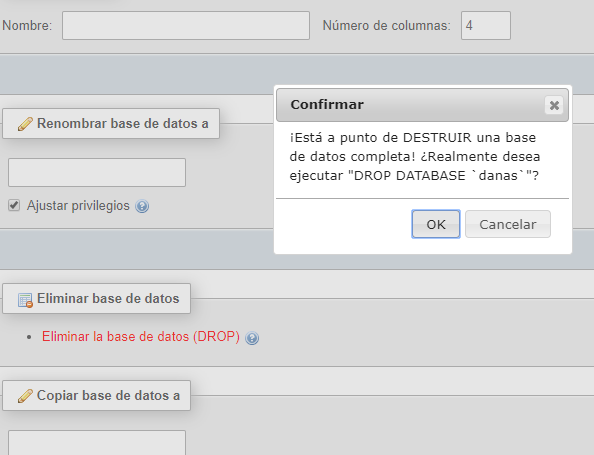 Nombre: Número de columnas: 4
Confirmar
¡Está a punto de DESTRUIR una base
de datos completa! ¿Realmente desea
ejecutar "DROP DATABASE `danas`"?
OK Cancelar
Renombrar base de datos a
Ajustar privilegios
Eliminar base de datos
Eliminar la base de datos (DROP)
Copiar base de datos a